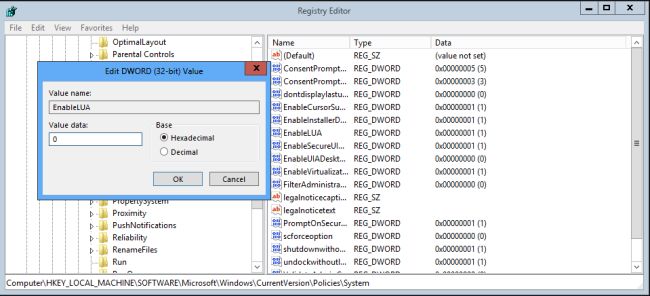 Registry Editor
File Edit View Favorites Help
OptimalLayout
Parental Controls
Edit DWORD (32-bit) Value
X
Value name:
EnableLUA
Value data:
0
Base
Hexadecimal
Decimal
OK Cancel
PropertySystem
Proximity
PushNotifications
Reliability
RenameFiles
Run
Name Type Data
(Default) REG_SZ (value not set)
ConsentPrompt... REG_DWORD 0x00000005 (5)
ConsentPrompt... REG_DWORD 0x00000003 (3)
dontdisplaylastu... REG_DWORD 0x00000000 (0)
EnableCursorSu... REG_DWORD 0x00000001 (1)
EnableInstallerD... REG_DWORD 0x00000001 (1)
EnableLUA REG_DWORD 0x00000001 (1)
EnableSecureUI... REG_DWORD 0x00000001 (1)
EnableUIADeskt... REG_DWORD 0x00000000 (0)
EnableVirtualizat... REG_DWORD 0x00000001 (1)
FilterAdministra... REG_DWORD 0x00000000 (0)
legalnoticecapti... REG_SZ
legalnoticetext REG_SZ
PromptOnSecur... REG_DWORD 0x00000001 (1)
scforceoption REG_DWORD 0x00000000 (0)
shutdownwitho... REG_DWORD 0x00000001 (1)
undockwithoutl... REG_DWORD 0x00000001 (1)
Computer\HKEY_LOCAL_MACHINE\SOFTWARE\Microsoft\Windows\CurrentVersion\Policies\System